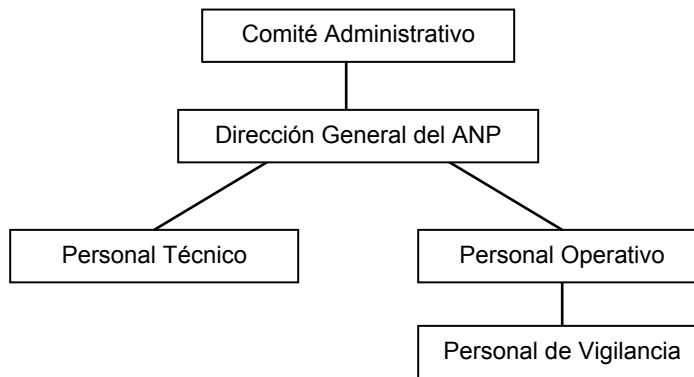 Comité Administrativo
Dirección General del ANP
Personal Técnico
Personal Operativo
Personal de Vigilancia